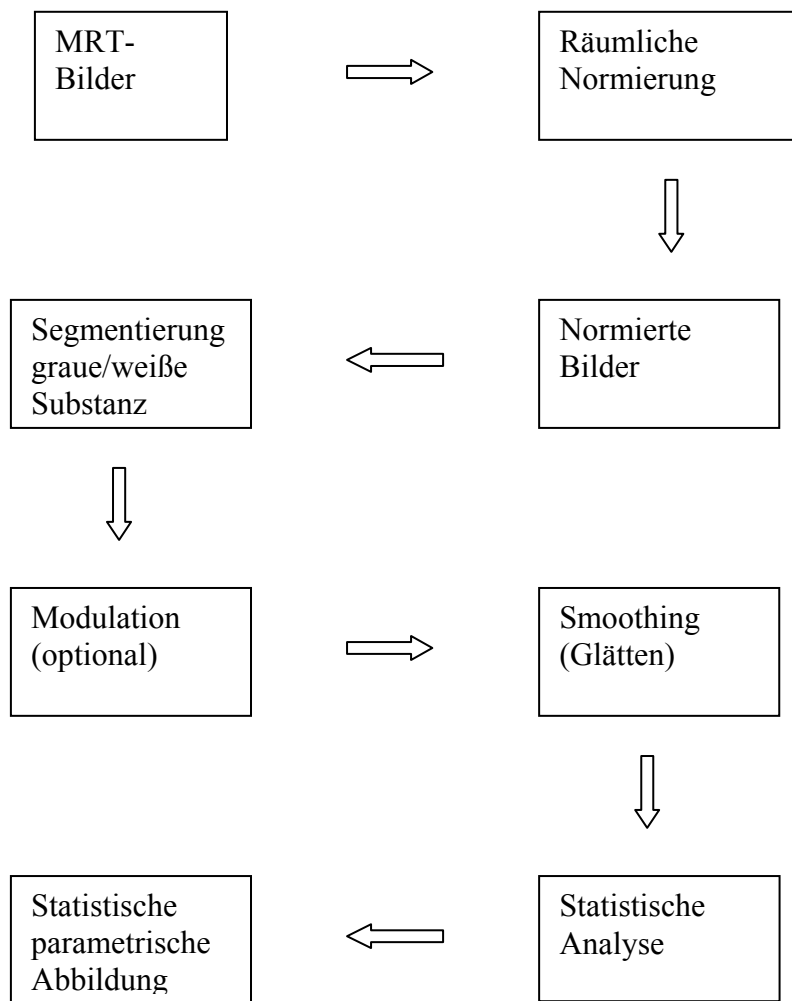 MRT-
Bilder
Räumliche
Normierung
Normierte
Bilder
Segmentierung
graue/weiße
Substanz
Modulation
(optional)
Smoothing
(Glätten)
Statistische
Analyse
Statistische
parametrische
Abbildung